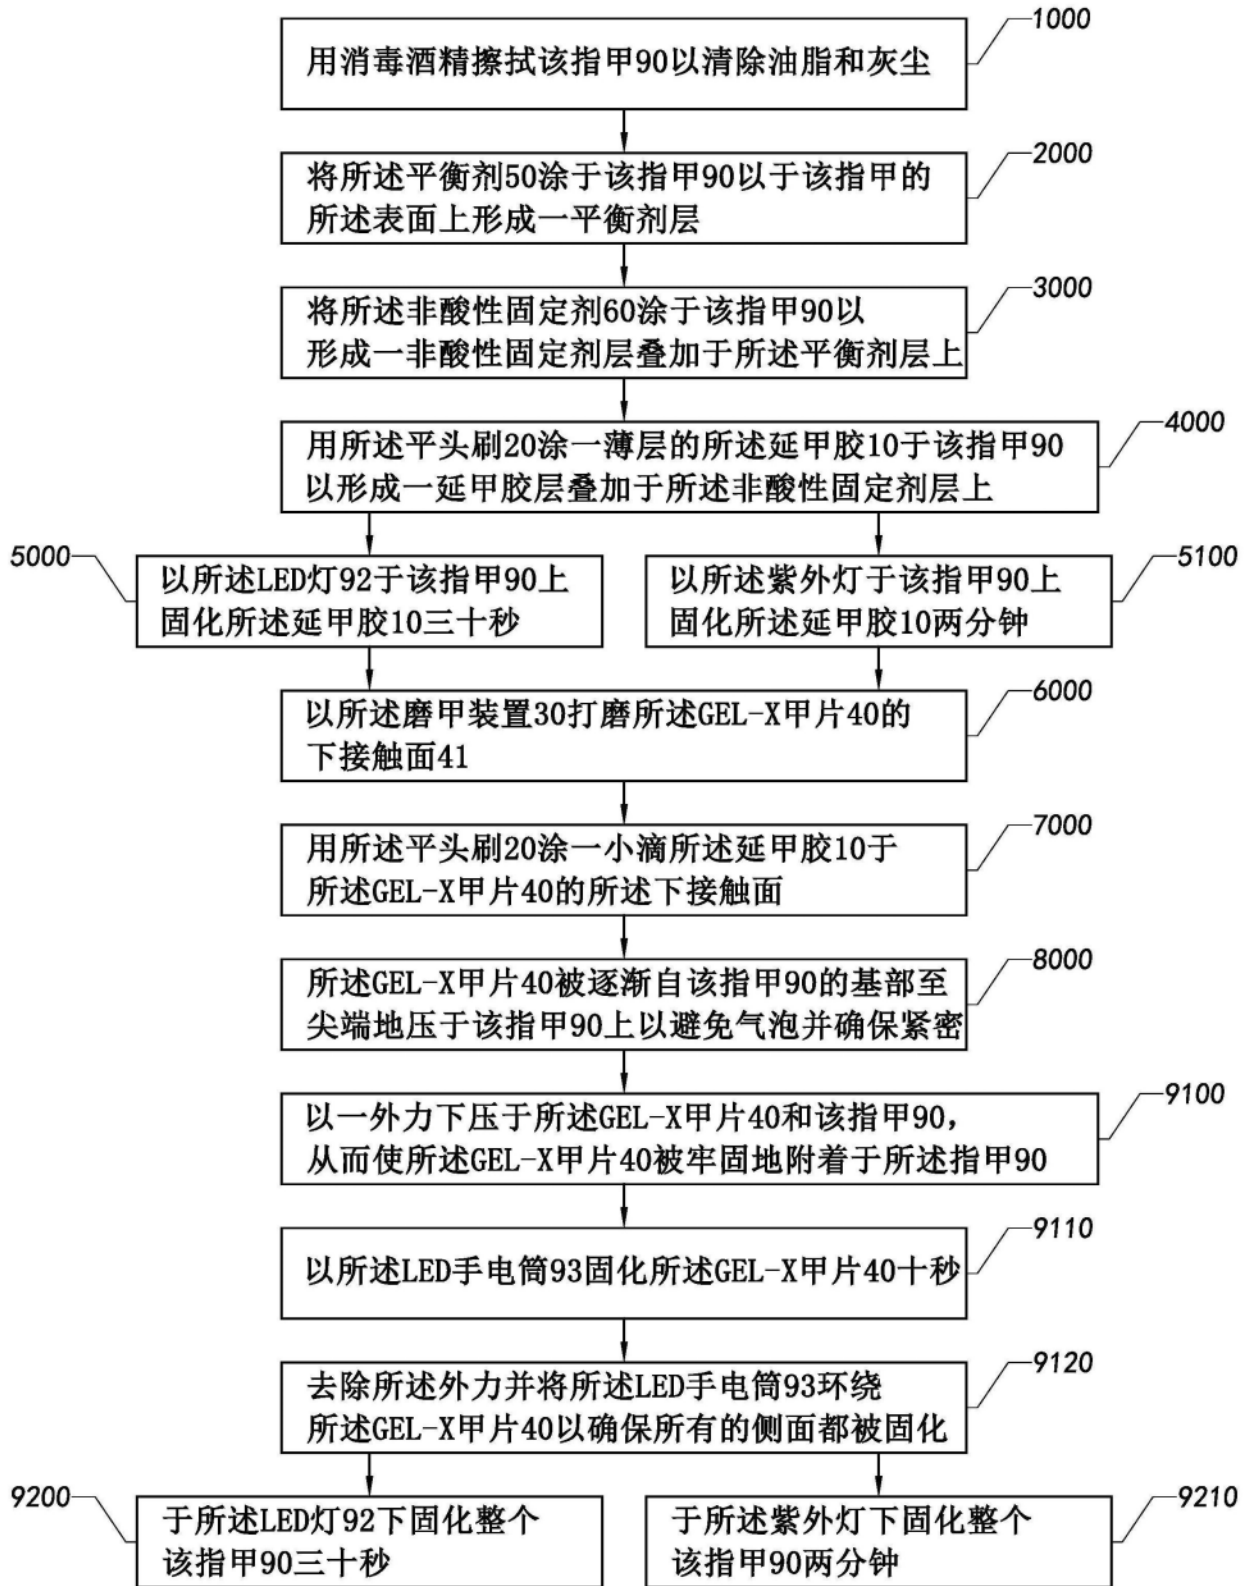 1000
用消毒酒精擦拭该指甲90以清除油脂和灰尘
2000
将所述平衡剂50涂于该指甲90以于该指甲的
所述表面上形成一平衡剂层
3000
将所述非酸性固定剂60涂于该指甲90以
形成一非酸性固定剂层叠加于所述平衡剂层上
4000
用所述平头刷20涂一薄层的所述延甲胶10于该指甲90
以形成一延甲胶层叠加于所述非酸性固定剂层上
5000
以所述LED灯92于该指甲90上
固化所述延甲胶10三十秒
5100
以所述紫外灯于该指甲90上
固化所述延甲胶10两分钟
6000
以所述磨甲装置30打磨所述GEL-X甲片40的
下接触面41
7000
用所述平头刷20涂一小滴所述延甲胶10于
所述GEL-X甲片40的所述下接触面
8000
所述GEL-X甲片40被逐渐自该指甲90的基部至
尖端地压于该指甲90上以避免气泡并确保紧密
9100
以一外力下压于所述GEL-X甲片40和该指甲90，
从而使所述GEL-X甲片40被牢固地附着于所述指甲90
9110
以所述LED手电筒93固化所述GEL-X甲片40十秒
9120
去除所述外力并将所述LED手电筒93环绕
所述GEL-X甲片40以确保所有的侧面都被固化
9200
于所述LED灯92下固化整个
该指甲90三十秒
9210
于所述紫外灯下固化整个
该指甲90两分钟